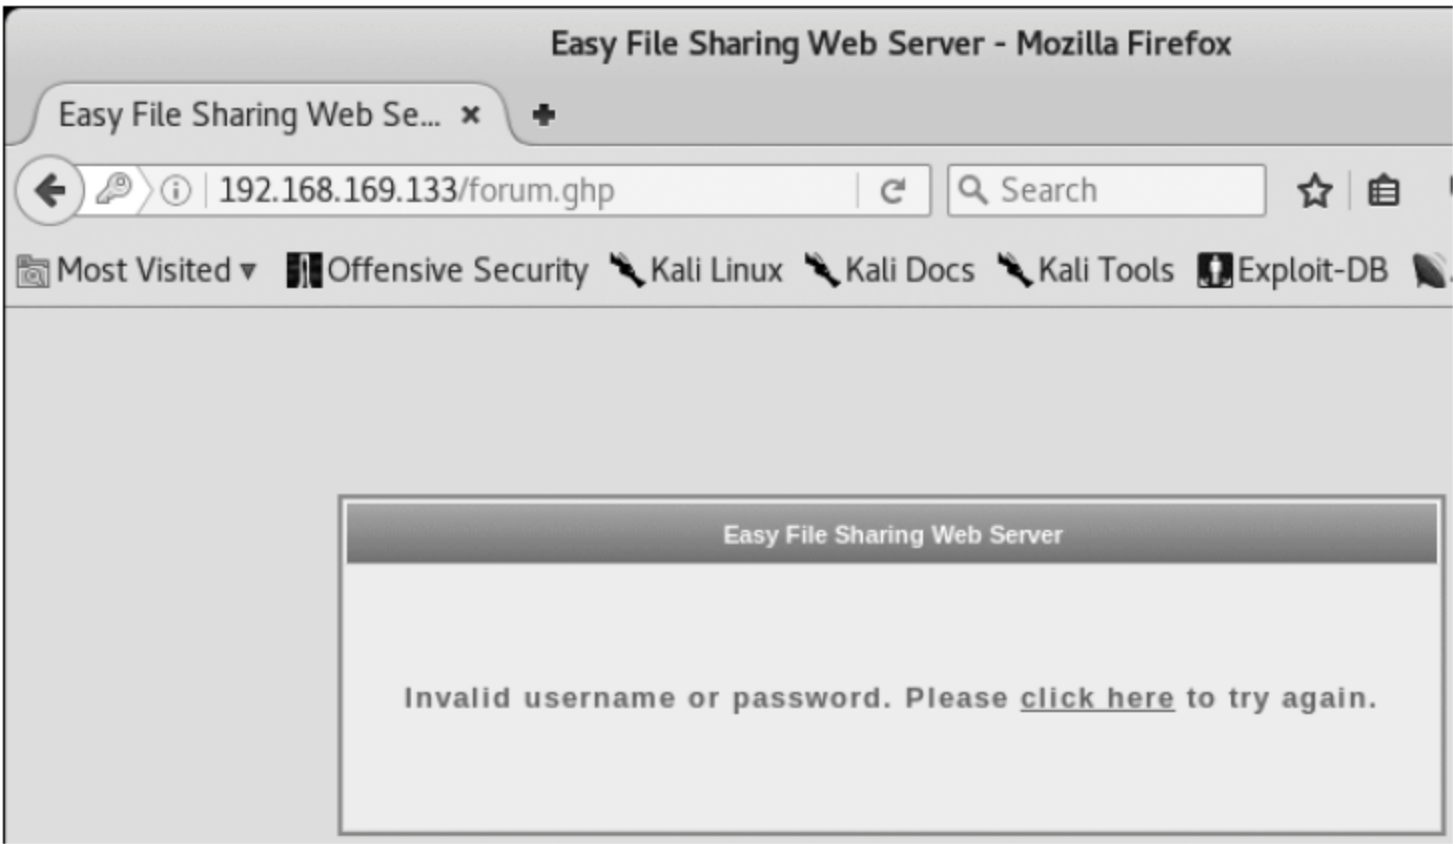 Easy File Sharing Web Server - Mozilla Firefox
Easy File Sharing Web Se...
192.168.169.133/forum.ghp
Search
Most Visited Offensive Security Kali Linux Kali Docs Kali Tools Exploit-DB
Easy File Sharing Web Server
Invalid username or password. Please click here to try again.